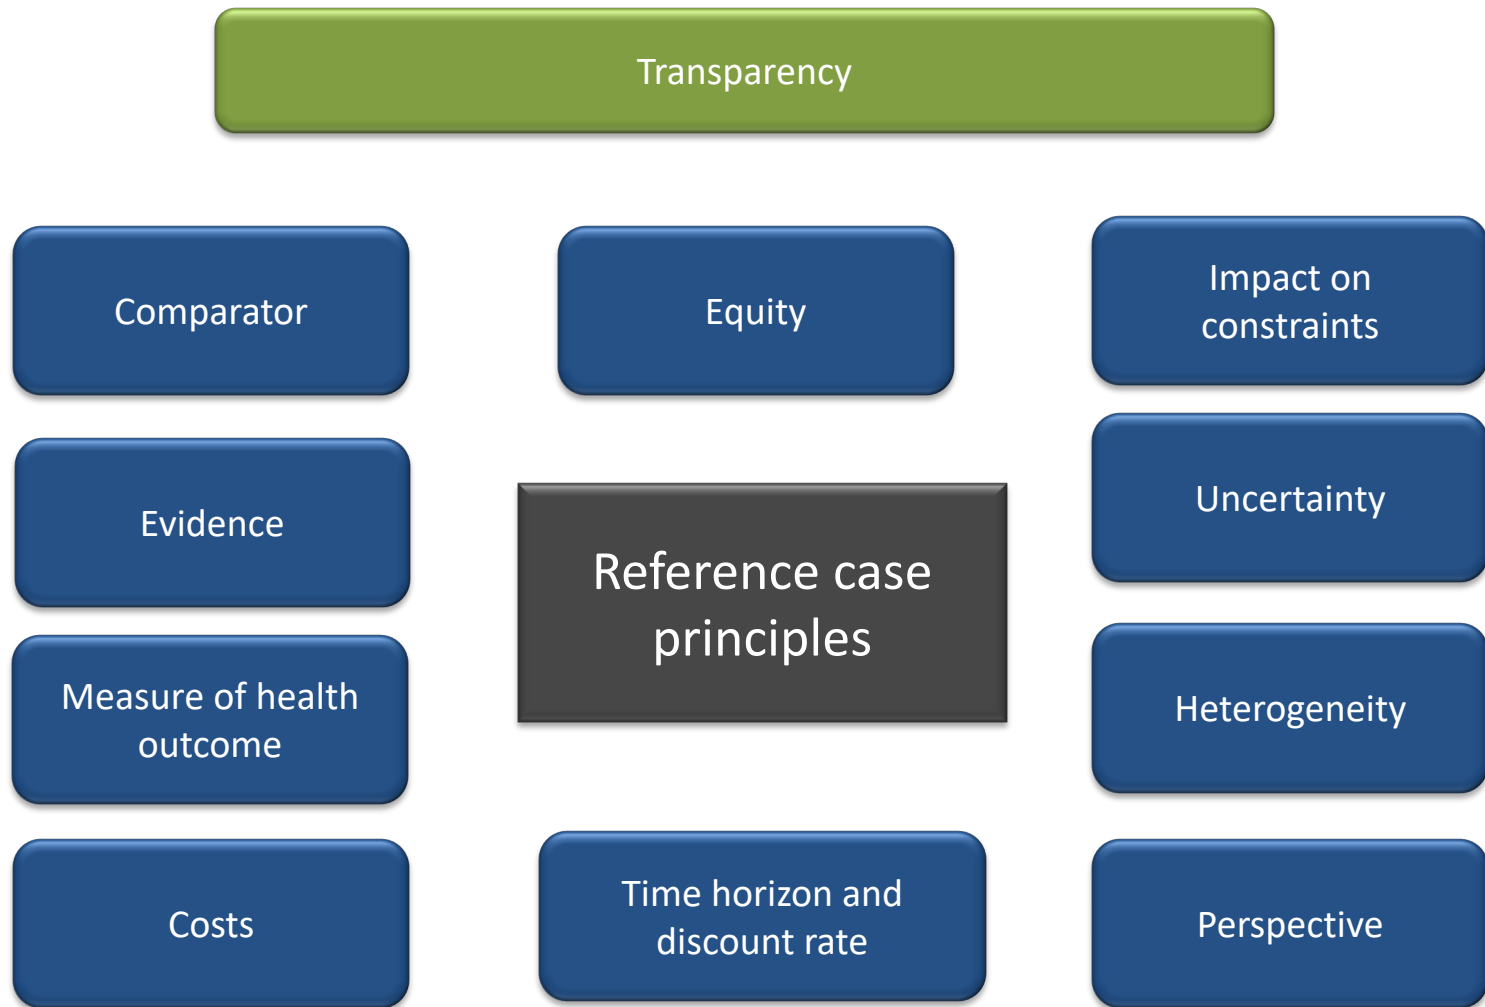 Transparency
Comparator
Equity
Impact on
constraints
Evidence
Uncertainty
Reference case
principles
Measure of health
outcome
Heterogeneity
Costs
Time horizon and
discount rate
Perspective